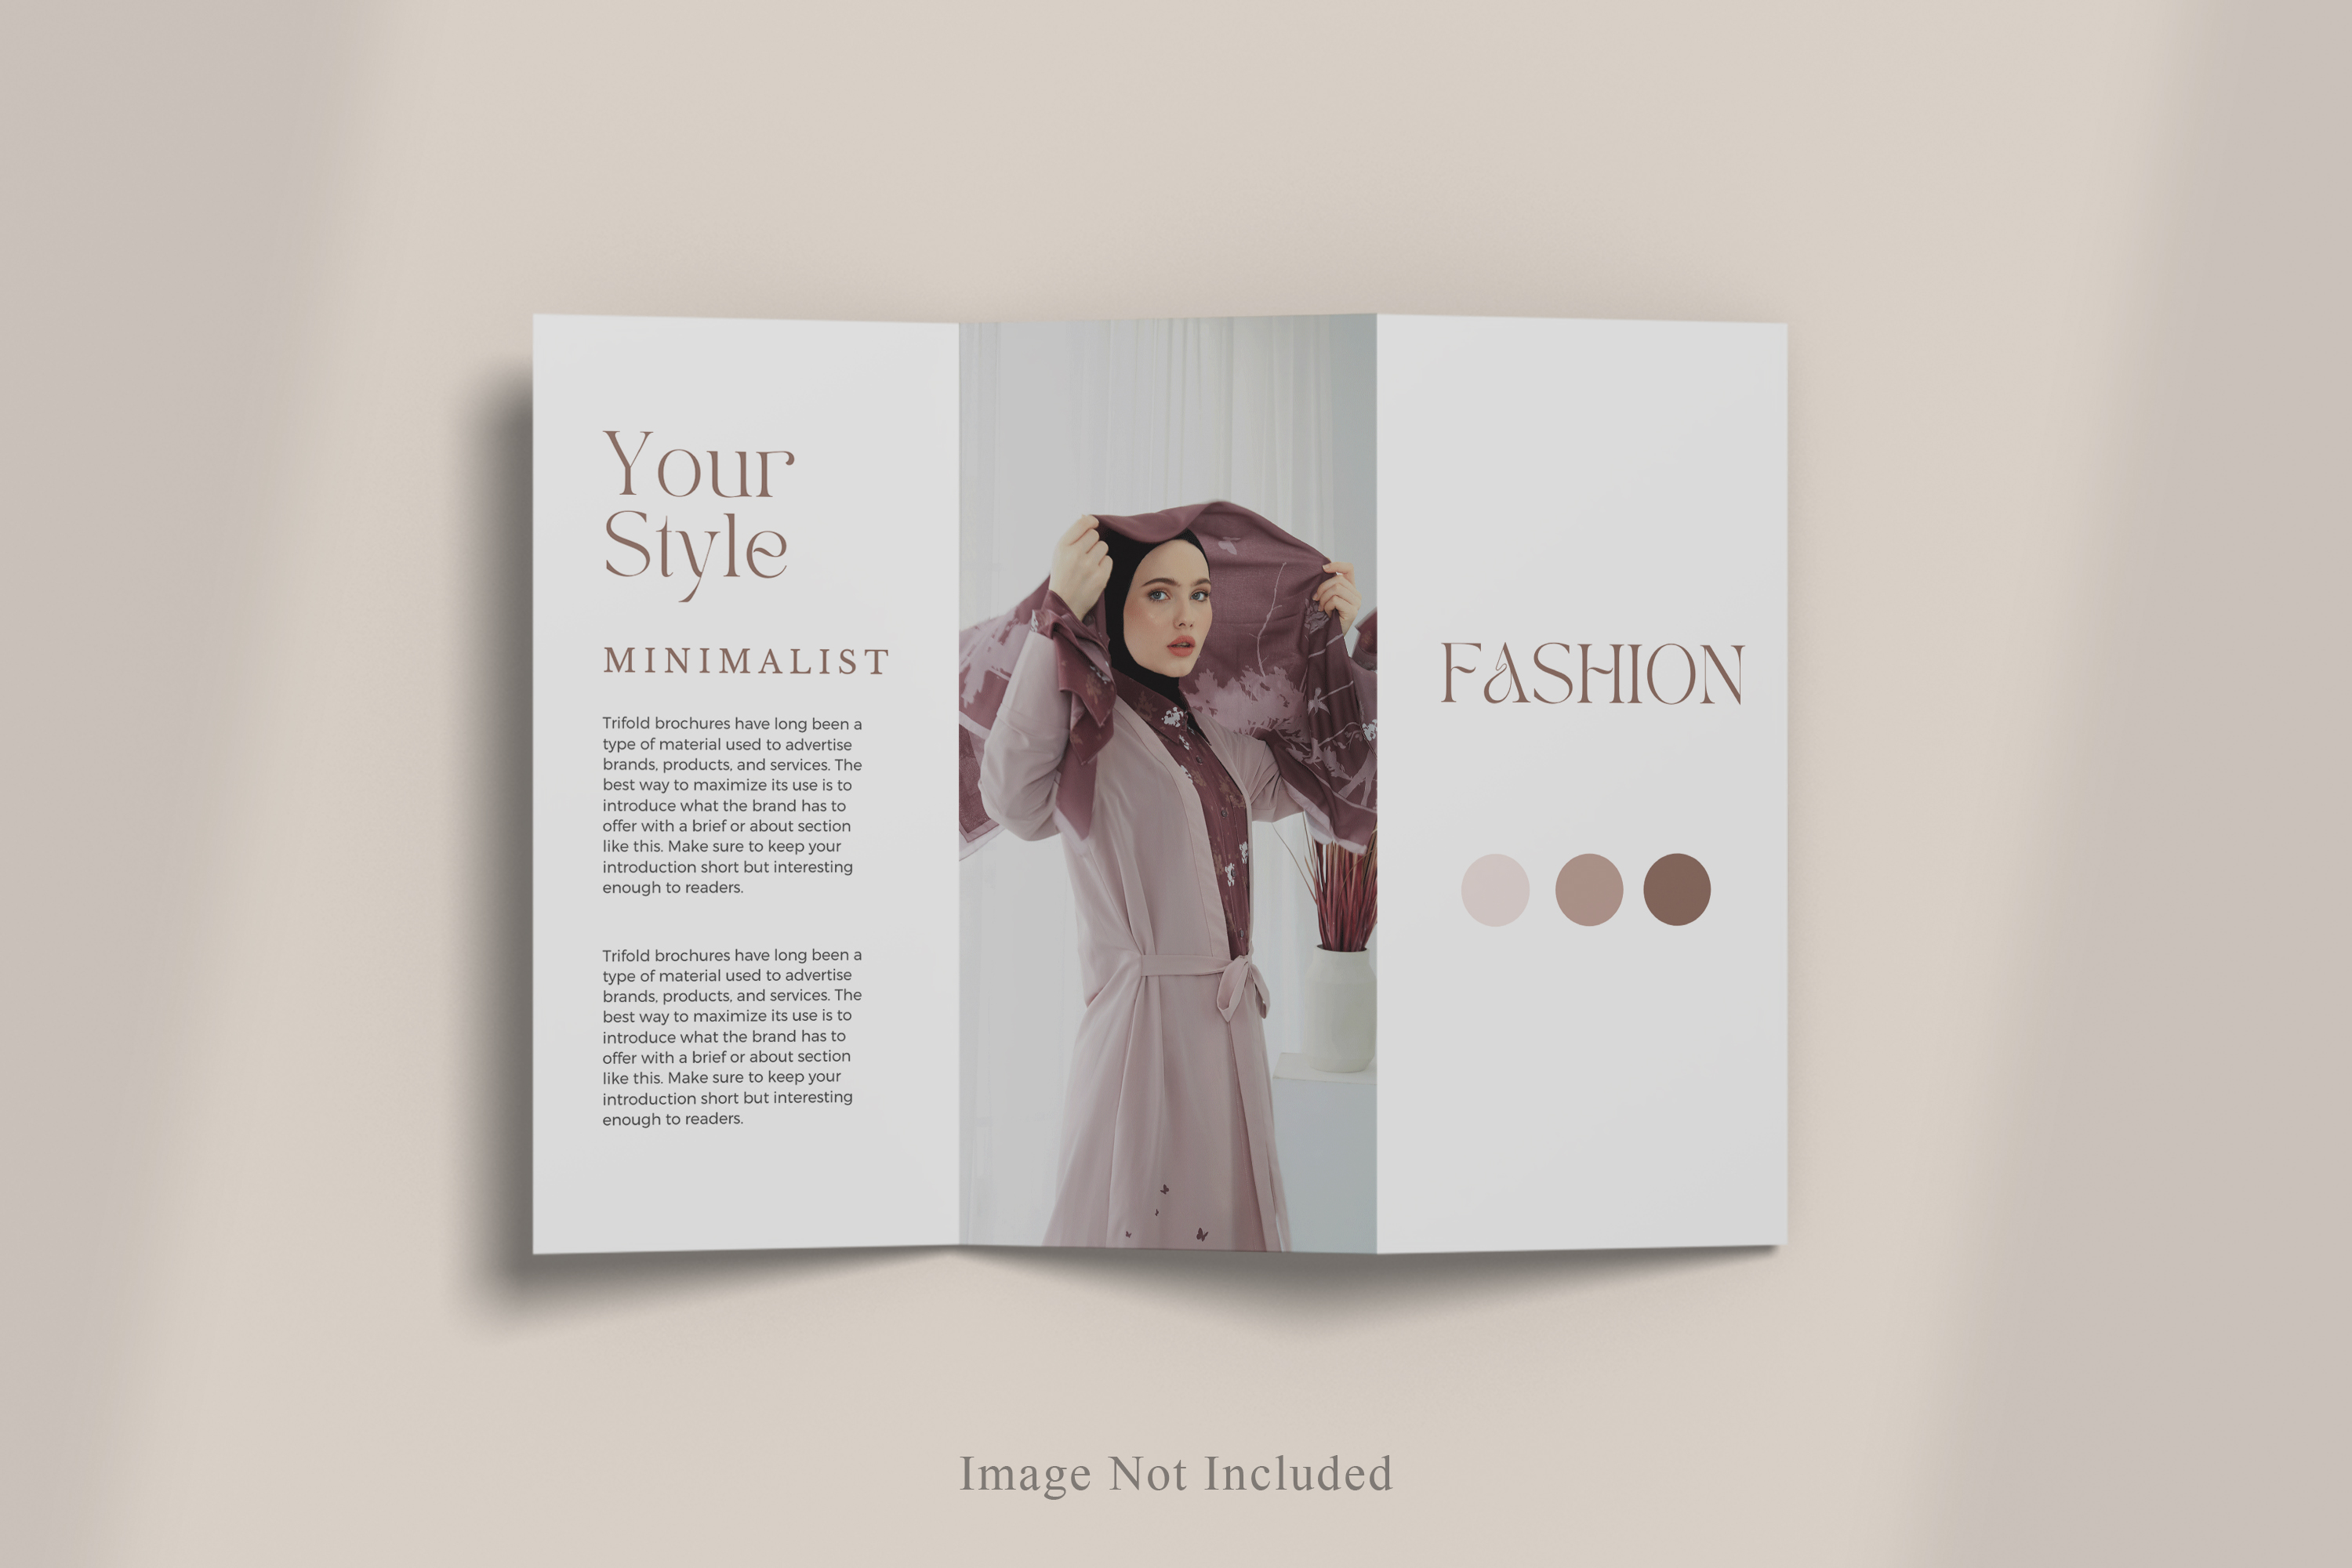 Your
Style
MINIMALIST
Trifold brochures have long been a
type of material used to advertise
brands, products, and services. The
best way to maximize its use is to
introduce what the brand has to
offer with a brief or about section
like this. Make sure to keep your
introduction short but interesting
enough to readers.
Trifold brochures have long been a
type of material used to advertise
brands, products, and services. The
best way to maximize its use is to
introduce what the brand has to
offer with a brief or about section
like this. Make sure to keep your
introduction short but interesting
enough to readers.
FASHION
Image Not Included